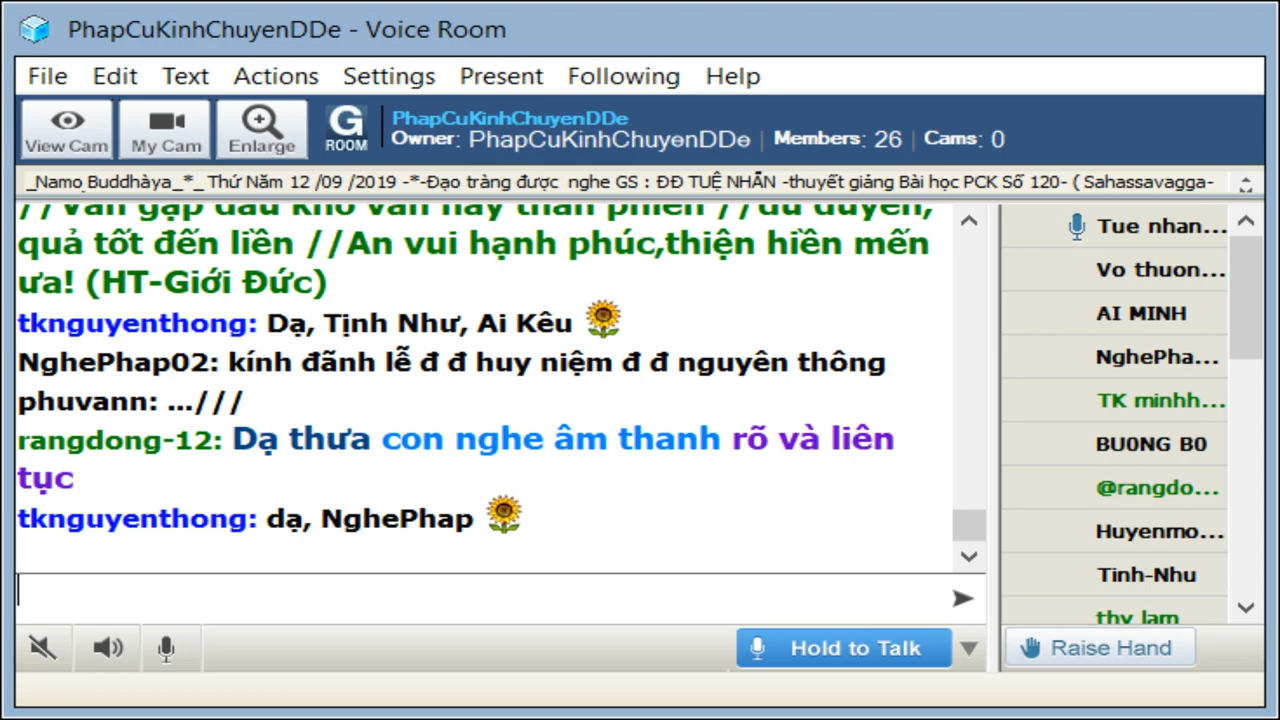 PhapCuKinhChuyenDDe - Voice Room
File Edit Text Actions Settings Present Following Help
View Cam My Cam Enlarge G ROOM
PhapCuKinhChuyenDDe
Owner: PhapCuKinhChuyenDDe | Members: 26 | Cams: 0
_Namo Buddhàya_*_ Thứ Năm 12 /09 /2019 -*-Đạo tràng được nghe GS : ĐĐ TUỆ NHẪN -thuyết giảng Bài học PCK Số 120- ( Sahassavagga-
quả tốt đến liền //An vui hạnh phúc,thiện hiền mến
ưa! (HT-Giới Đức)
tknguyenthong: Dạ, Tịnh Như, Ai Kêu
NghePhap02: kính đãnh lễ đ đ huy niệm đ đ nguyên thông
phuvann: ...///
rangdong-12: Dạ thưa con nghe âm thanh rõ và liên
tục
tknguyenthong: dạ, NghePhap
Tue nhan...
Vo thuon...
AI MINH
NghePha...
TK minhh...
BU0NG B0
@rangdo...
Huyenmo...
Tinh-Nhu
thy lam
Hold to Talk
Raise Hand